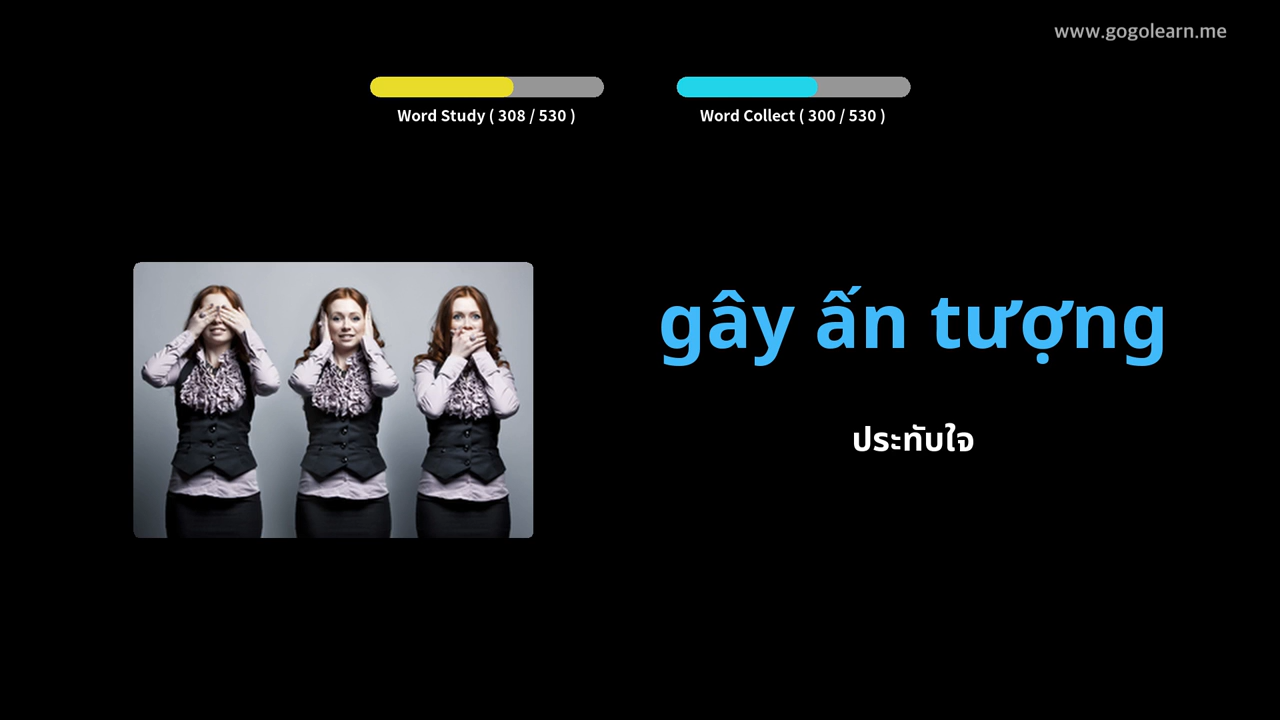 www.gogolearn.me
Word Study ( 308 / 530 )
Word Collect ( 300 / 530 )
gây ấn tượng
ประทับใจ